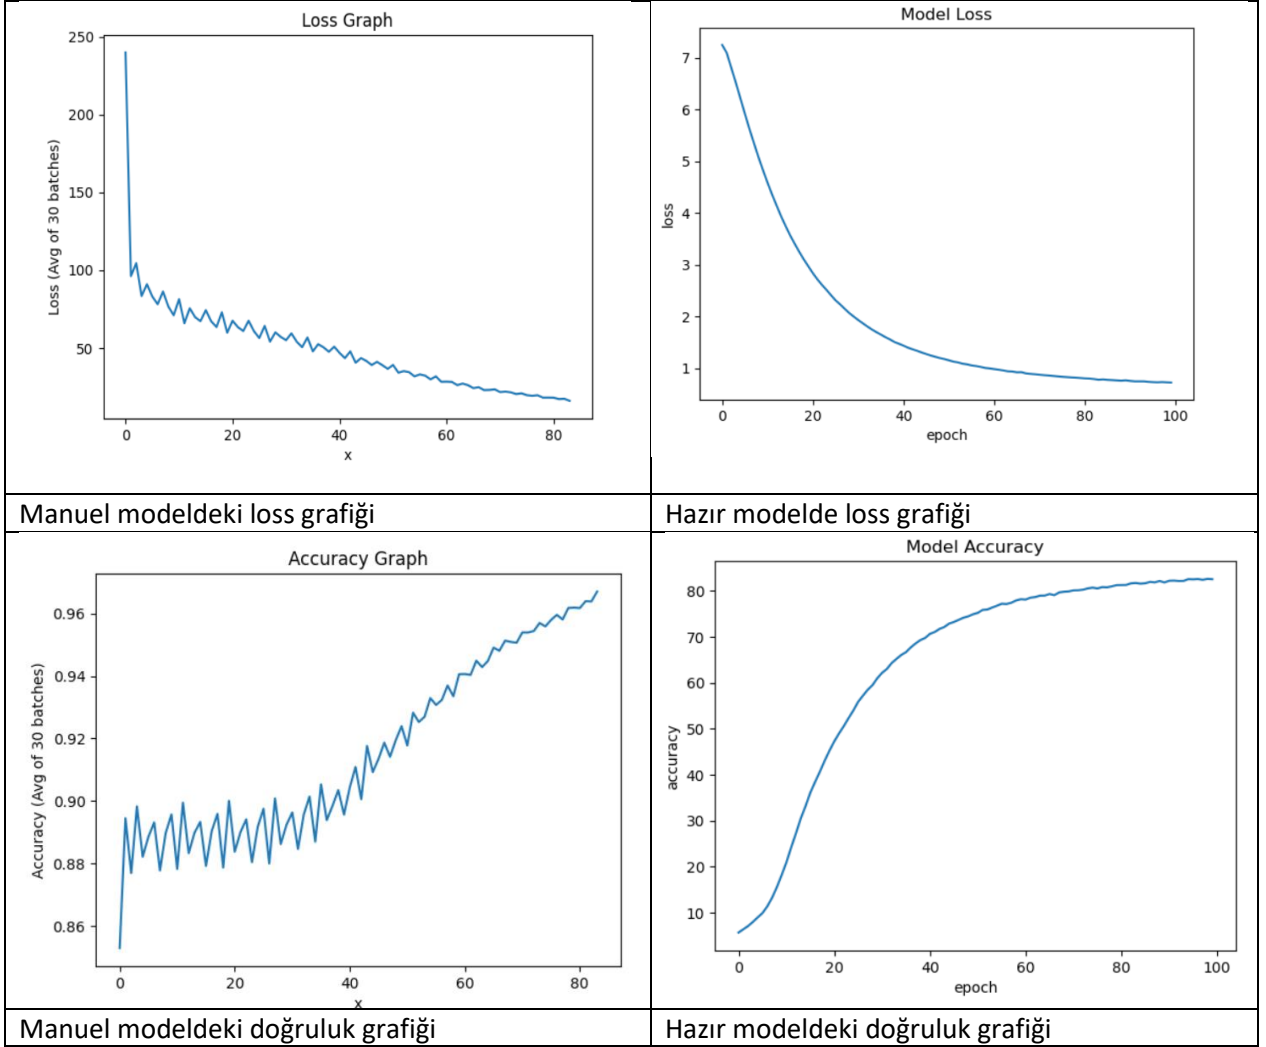 Loss Graph
Loss (Avg of 30 batches)
250
200
150
100
50
0 20 40 60 80
x
Model Loss
loss
7
6
5
4
3
2
1
0 20 40 60 80 100
epoch
Manuel modeldeki loss grafiği
Hazır modelde loss grafiği
Accuracy Graph
Accuracy (Avg of 30 batches)
0.96
0.94
0.92
0.90
0.88
0.86
0 20 40 60 80
x
Model Accuracy
accuracy
80
70
60
50
40
30
20
10
0 20 40 60 80 100
epoch
Manuel modeldeki doğruluk grafiği
Hazır modeldeki doğruluk grafiği